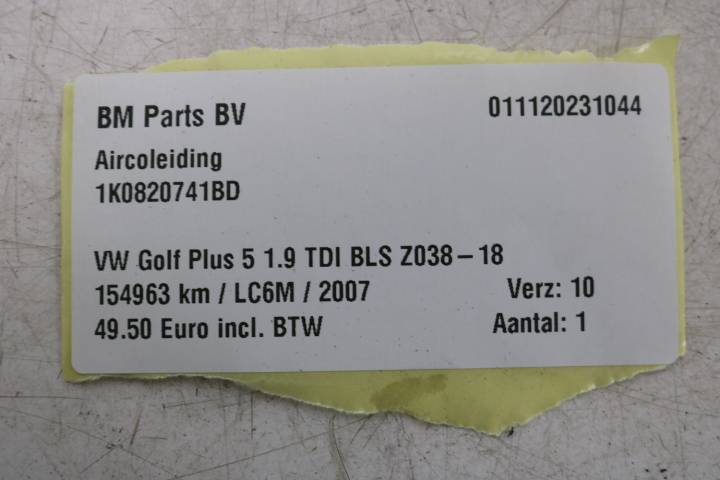 BM Parts BV 011120231044
Aircoleiding
1K0820741BD
VW Golf Plus 5 1.9 TDI BLS Z038-18
154963 km / LC6M / 2007 Verz: 10
49.50 Euro incl. BTW Aantal: 1